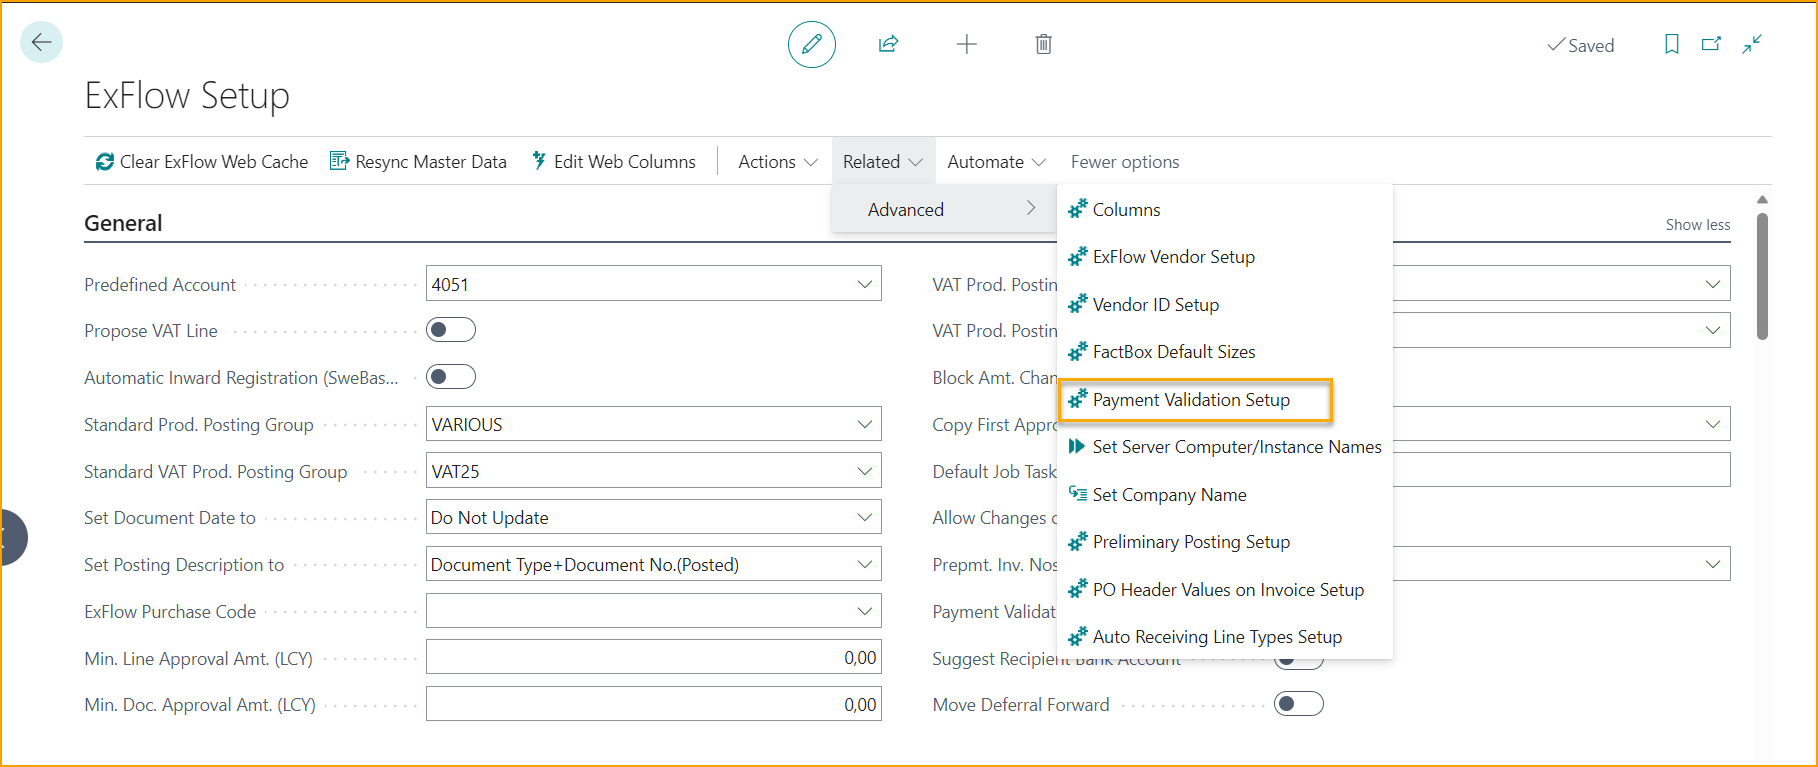 Saved
ExFlow Setup
Clear ExFlow Web Cache
Resync Master Data
Edit Web Columns
Actions
Related
Automate
Fewer options
Advanced
Columns
ExFlow Vendor Setup
Vendor ID Setup
FactBox Default Sizes
Payment Validation Setup
Set Server Computer/Instance Names
Set Company Name
Preliminary Posting Setup
PO Header Values on Invoice Setup
Auto Receiving Line Types Setup
General
Show less
Predefined Account
4051
Propose VAT Line
Automatic Inward Registration (SweBas...
Standard Prod. Posting Group
VARIOUS
Standard VAT Prod. Posting Group
VAT25
Set Document Date to
Do Not Update
Set Posting Description to
Document Type+Document No.(Posted)
ExFlow Purchase Code
Min. Line Approval Amt. (LCY)
0,00
Min. Doc. Approval Amt. (LCY)
0,00
VAT Prod. Postin
VAT Prod. Postin
Block Amt. Chan
Copy First Appro
Default Job Task
Allow Changes o
Prepmt. Inv. Nos
Payment Validat
Suggest Recipient Bank Account
Move Deferral Forward